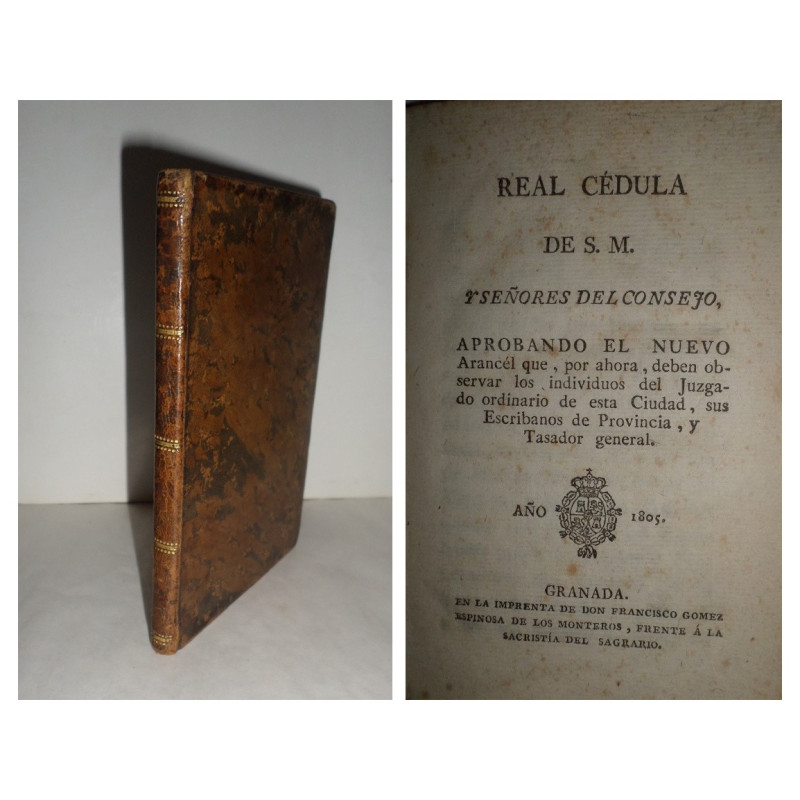 REAL CÉDULA
DE S. M.
Y SEÑORES DEL CONSEJO,
APROBANDO EL NUEVO
Arancél que, por ahora, deben ob-
servar los individuos del Juzga-
do ordinario de esta Ciudad, sus
Escribanos de Provincia, y
Tasador general.
AÑO 1805.
GRANADA.
EN LA IMPRENTA DE DON FRANCISCO GOMEZ
ESPINOSA DE LOS MONTEROS, FRENTE Á LA
SACRISTÍA DEL SAGRARIO.